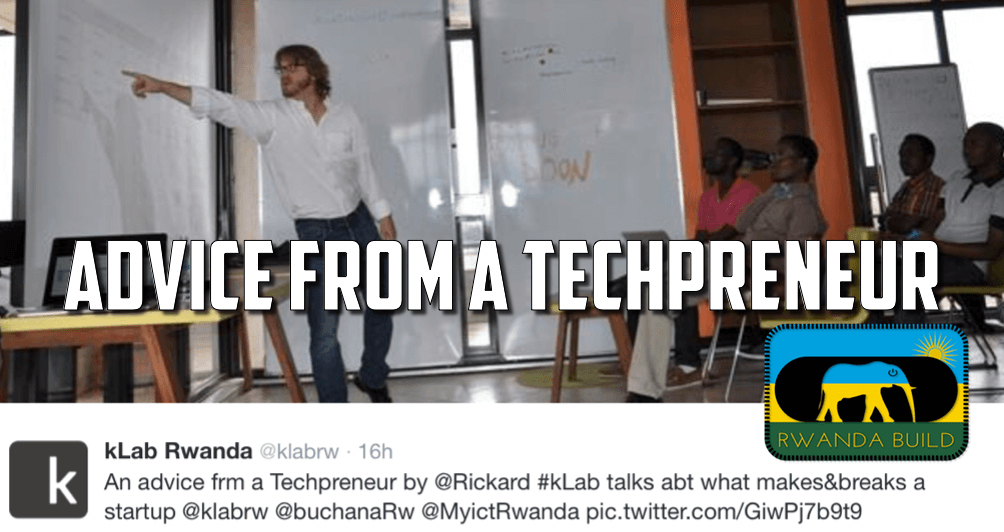 ADVICE FROM A TECHPRENEUR
RWANDA BUILD
k
kLab Rwanda @klabrw · 16h
An advice frm a Techpreneur by @Rickard #kLab talks abt what makes&breaks a
startup @klabrw @buchanaRw @MyictRwanda pic.twitter.com/GiwPj7b9t9